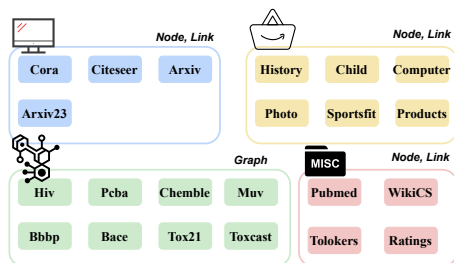 Node, Link
Cora Citeseer Arxiv
Arxiv23
Node, Link
History Child Computer
Photo Sportsfit Products
Graph
Hiv Pcba Chemble Muv
Bbbp Bace Tox21 Toxcast
MISC
Node, Link
Pubmed WikiCS
Tolokers Ratings